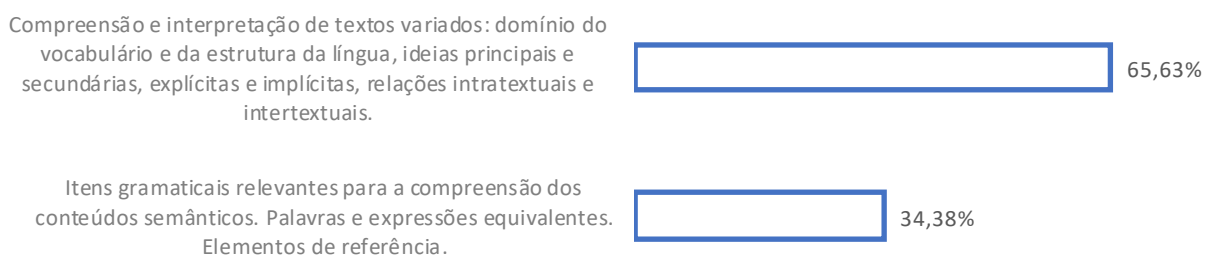 Compreensão e interpretação de textos variados: domínio do
vocabulário e da estrutura da língua, ideias principais e
secundárias, explícitas e implícitas, relações intratextuais e
intertextuais.
65,63%
Itens gramaticais relevantes para a compreensão dos
conteúdos semânticos. Palavras e expressões equivalentes.
Elementos de referência.
34,38%